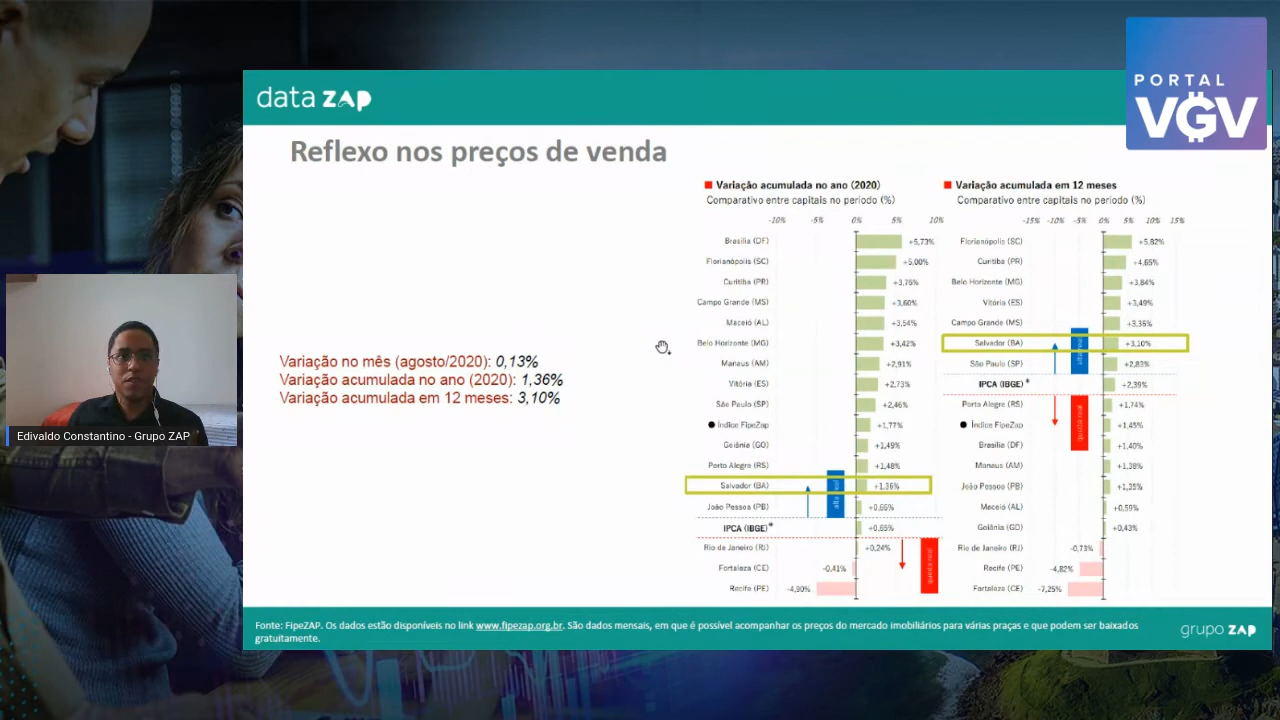 PORTAL
VGV
data ZAP
Reflexo nos preços de venda
Variação no mês (agosto/2020): 0,13%
Variação acumulada no ano (2020): 1,36%
Variação acumulada em 12 meses: 3,10%
Variação acumulada no ano (2020)
Comparativo entre capitais no período (%)
-10% -5% 0% 5% 10%
Brasília (DF) +5,73%
Florianópolis (SC) +5,00%
Curitiba (PR) +3,76%
Campo Grande (MS) +3,60%
Maceió (AL) +3,54%
Belo Horizonte (MG) +3,42%
Manaus (AM) +2,91%
Vitória (ES) +2,73%
São Paulo (SP) +2,46%
Índice FipeZap +1,77%
Goiânia (GO) +1,49%
Porto Alegre (RS) +1,48%
Salvador (BA) +1,36%
João Pessoa (PB) +0,66%
IPCA (IBGE)* +0,65%
Rio de Janeiro (RJ) +0,24%
Fortaleza (CE) -0,41%
Recife (PE) -4,90%
queda real
Variação acumulada em 12 meses
Comparativo entre capitais no período (%)
-15% -10% -5% 0% 5% 10% 15%
Florianópolis (SC) +5,82%
Curitiba (PR) +4,65%
Belo Horizonte (MG) +3,84%
Vitória (ES) +3,49%
Campo Grande (MS) +3,36%
Salvador (BA) +3,10%
São Paulo (SP) +2,83%
IPCA (IBGE)* +2,39%
Porto Alegre (RS) +1,74%
Índice FipeZap +1,45%
Brasília (DF) +1,40%
Manaus (AM) +1,38%
João Pessoa (PB) +1,35%
Maceió (AL) +0,59%
Goiânia (GO) +0,43%
Rio de Janeiro (RJ) -0,73%
Recife (PE) -4,82%
Fortaleza (CE) -7,25%
queda real
Edivaldo Constantino - Grupo ZAP
Fonte: FipeZAP. Os dados estão disponíveis no link www.fipezap.org.br. São dados mensais, em que é possível acompanhar os preços do mercado imobiliários para várias praças e que podem ser baixados
gratuitamente.
grupo ZAP